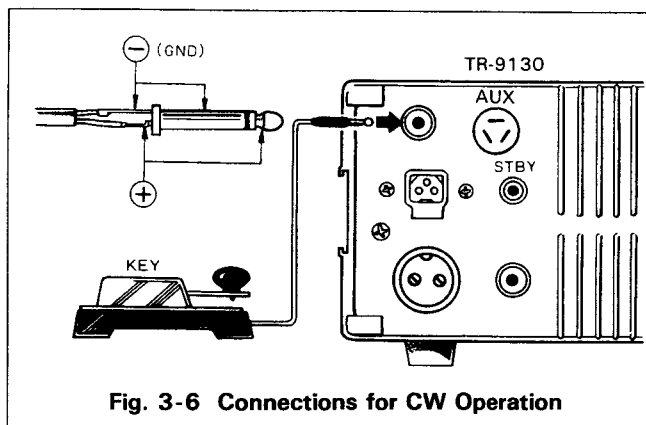 ⊖ (GND)
TR-9130
AUX
STBY
⊕
KEY
Fig. 3-6 Connections for CW Operation